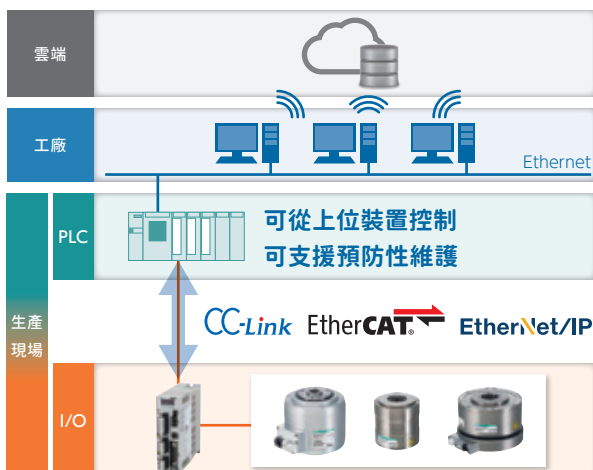 雲端
工廠
Ethernet
PLC
可從上位裝置控制
可支援預防性維護
生產
現場
CC-Link
EtherCAT®
EtherNet/IP
I/O